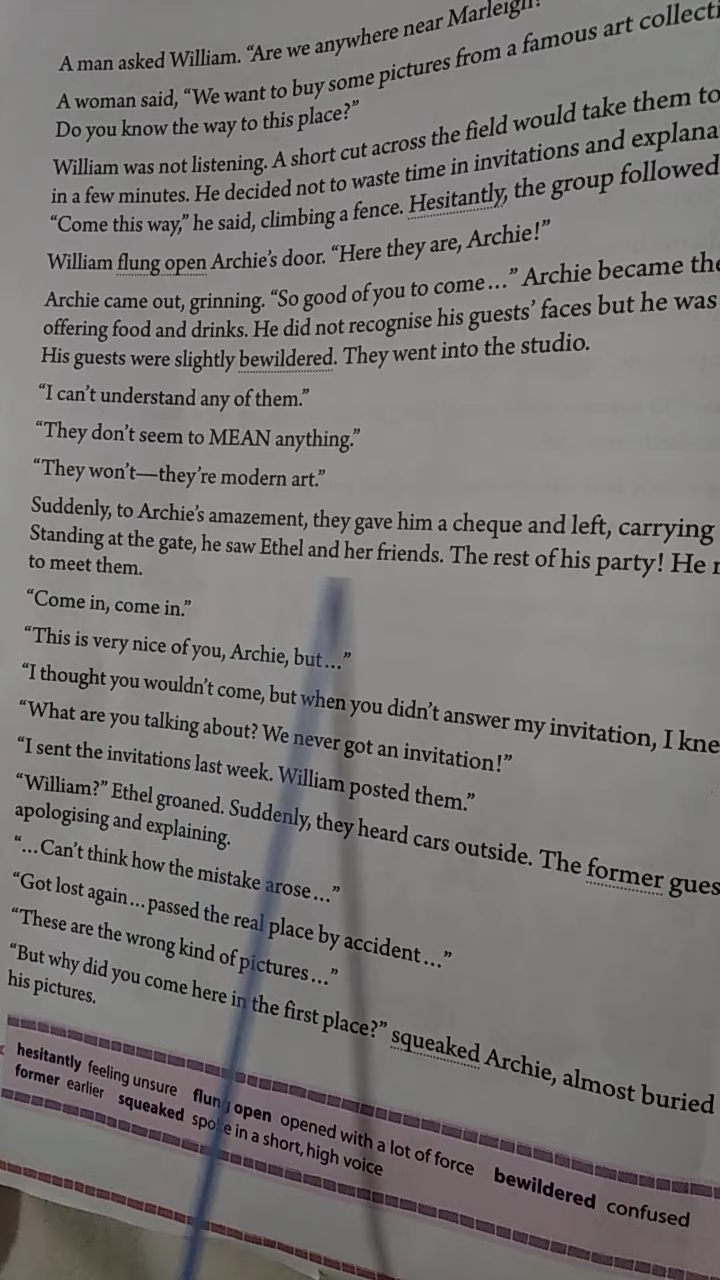 A man asked William. “Are we anywhere near Marleigh?
A woman said, “We want to buy some pictures from a famous art collecti
Do you know the way to this place?”
William was not listening. A short cut across the field would take them to
in a few minutes. He decided not to waste time in invitations and explana
“Come this way,” he said, climbing a fence. Hesitantly, the group followed
William flung open Archie’s door. “Here they are, Archie!”
Archie came out, grinning. “So good of you to come…” Archie became the
offering food and drinks. He did not recognise his guests’ faces but he was
His guests were slightly bewildered. They went into the studio.
“I can’t understand any of them.”
“They don’t seem to MEAN anything.”
“They won’t—they’re modern art.”
Suddenly, to Archie’s amazement, they gave him a cheque and left, carrying
Standing at the gate, he saw Ethel and her friends. The rest of his party! He r
to meet them.
“Come in, come in.”
“This is very nice of you, Archie, but…”
“I thought you wouldn’t come, but when you didn’t answer my invitation, I kne
“What are you talking about? We never got an invitation!”
“I sent the invitations last week. William posted them.”
“William?” Ethel groaned. Suddenly, they heard cars outside. The former gues
apologising and explaining.
“…Can’t think how the mistake arose…”
“Got lost again…passed the real place by accident…”
“These are the wrong kind of pictures…”
“But why did you come here in the first place?” squeaked Archie, almost buried
his pictures.
hesitantly feeling unsure flung open opened with a lot of force bewildered confused
former earlier squeaked spoke in a short, high voice